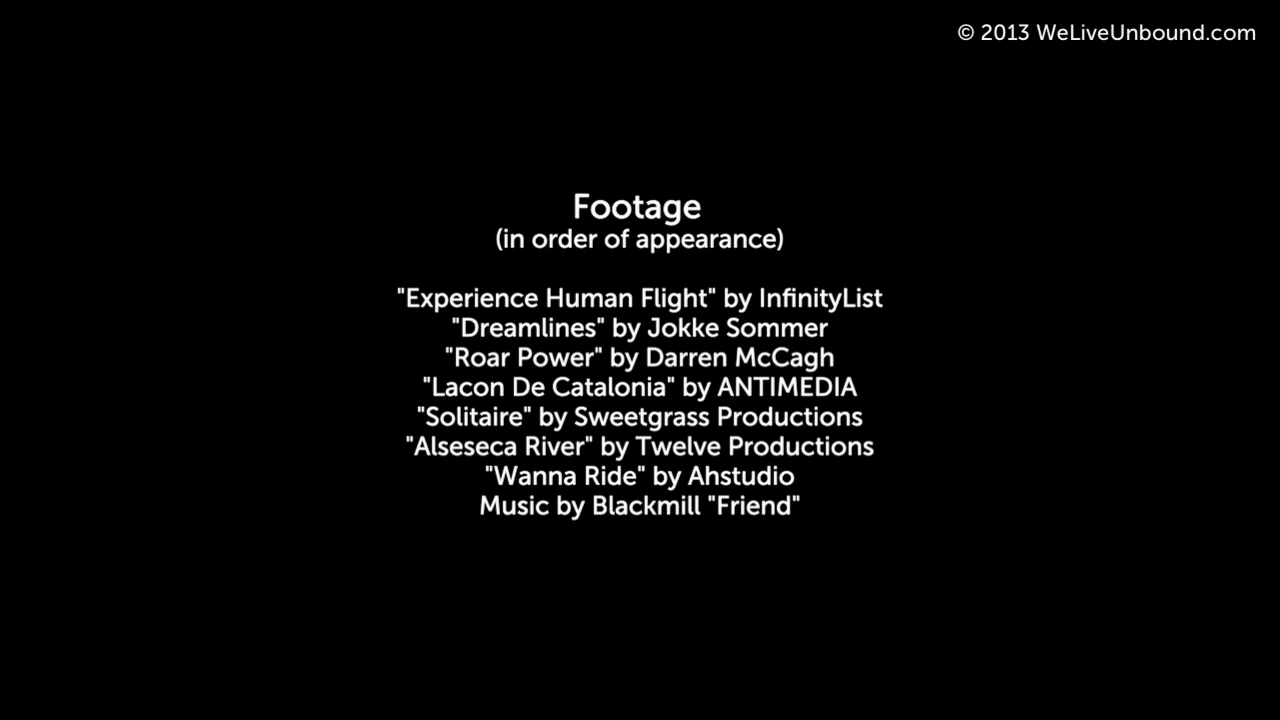 © 2013 WeLiveUnbound.com
Footage
(in order of appearance)
"Experience Human Flight" by InfinityList
"Dreamlines" by Jokke Sommer
"Roar Power" by Darren McCagh
"Lacon De Catalonia" by ANTIMEDIA
"Solitaire" by Sweetgrass Productions
"Alseseca River" by Twelve Productions
"Wanna Ride" by Ahstudio
Music by Blackmill "Friend"